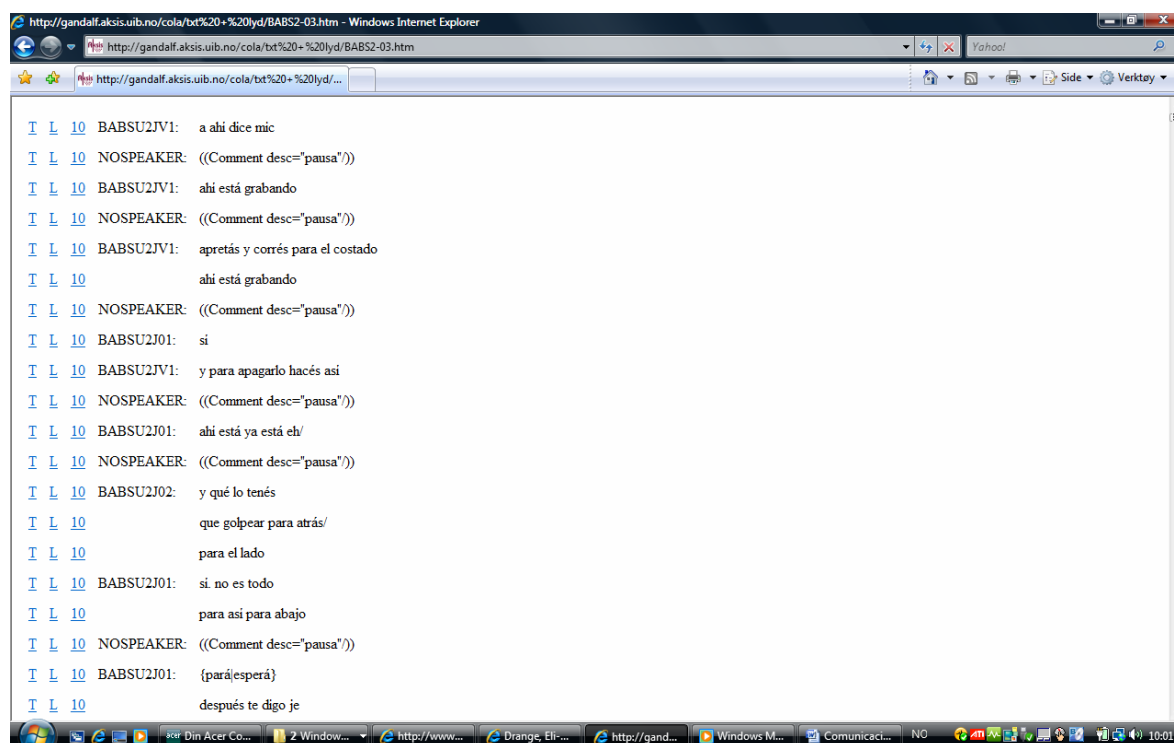 http://gandalf.aksis.uib.no/cola/txt%20+%20lyd/BABS2-03.htm - Windows Internet Explorer
http://gandalf.aksis.uib.no/cola/txt%20+%20lyd/BABS2-03.htm Yahoo!
http://gandalf.aksis.uib.no/cola/txt%20+%20lyd/... Side Verktøy
T L 10 BABSU2JV1: a ahí dice mic
T L 10 NOSPEAKER: ((Comment desc="pausa"/))
T L 10 BABSU2JV1: ahi está grabando
T L 10 NOSPEAKER: ((Comment desc="pausa"/))
T L 10 BABSU2JV1: apretás y corrés para el costado
T L 10 ahi está grabando
T L 10 NOSPEAKER: ((Comment desc="pausa"/))
T L 10 BABSU2J01: si
T L 10 BABSU2JV1: y para apagarlo hacés asi
T L 10 NOSPEAKER: ((Comment desc="pausa"/))
T L 10 BABSU2J01: ahi está ya está eh/
T L 10 NOSPEAKER: ((Comment desc="pausa"/))
T L 10 BABSU2J02: y qué lo tenés
T L 10 que golpear para atrás/
T L 10 para el lado
T L 10 BABSU2J01: si. no es todo
T L 10 para asi para abajo
T L 10 NOSPEAKER: ((Comment desc="pausa"/))
T L 10 BABSU2J01: {pará|esperá}
T L 10 después te digo je
acer Din Acer Co... 2 Window... http://www... Drange, Eli-... http://gand... Windows M... Comunicaci... NO ATI 10:01